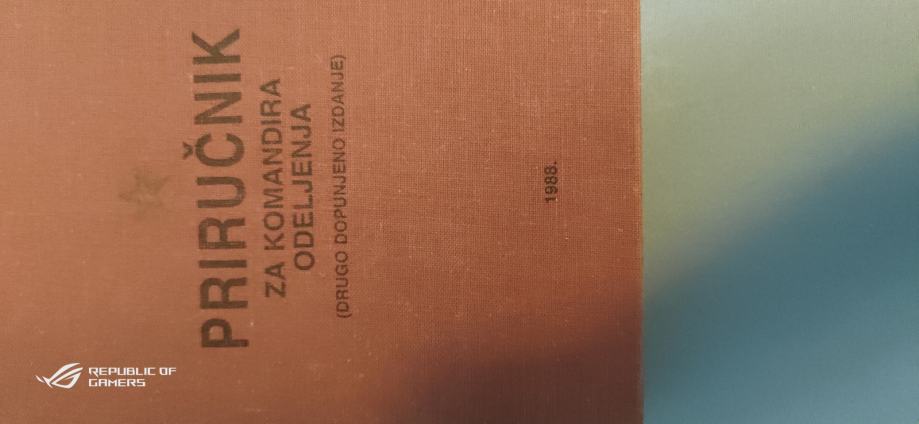 PRIRUČNIK
ZA KOMANDIRA
ODELJENJA
(DRUGO DOPUNJENO IZDANJE)
1988.
REPUBLIC OF
GAMERS